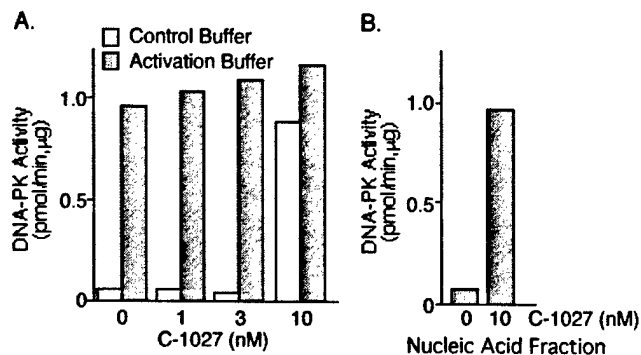 A.
Control Buffer
Activation Buffer
DNA-PK Activity
(pmol/min,µg)
1.0
0.5
0
0 1 3 10
C-1027 (nM)
B.
DNA-PK Activity
(pmol/min,µg)
1.0
0.5
0
0 10 C-1027 (nM)
Nucleic Acid Fraction